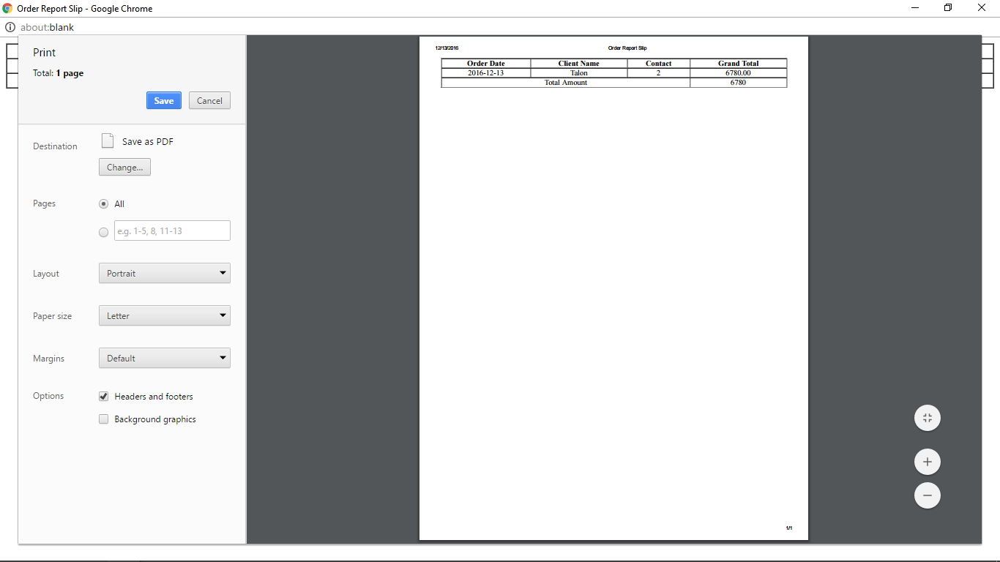 Order Report Slip - Google Chrome
about:blank
Print
Total: 1 page
Save Cancel
Destination Save as PDF
Change...
Pages All
e.g. 1-5, 8, 11-13
Layout Portrait
Paper size Letter
Margins Default
Options Headers and footers
Background graphics
12/13/2016 Order Report Slip
Order Date Client Name Contact Grand Total
2016-12-13 Talon 2 6780.00
Total Amount 6780
1/1